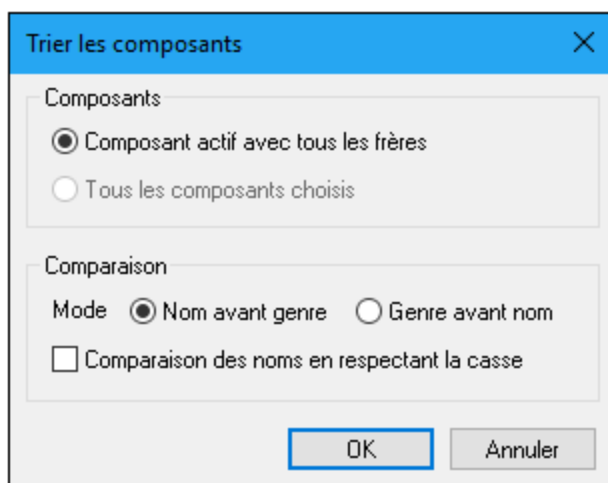 Trier les composants
Composants
Composant actif avec tous les frères
Tous les composants choisis
Comparaison
Mode Nom avant genre Genre avant nom
Comparaison des noms en respectant la casse
OK Annuler